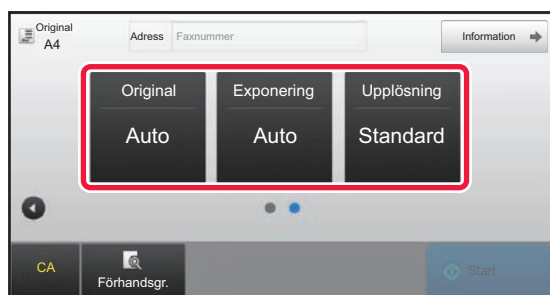 Original
A4
Adress Faxnummer
Information
Original Exponering Upplösning
Auto Auto Standard
CA
Förhandsgr.
Start